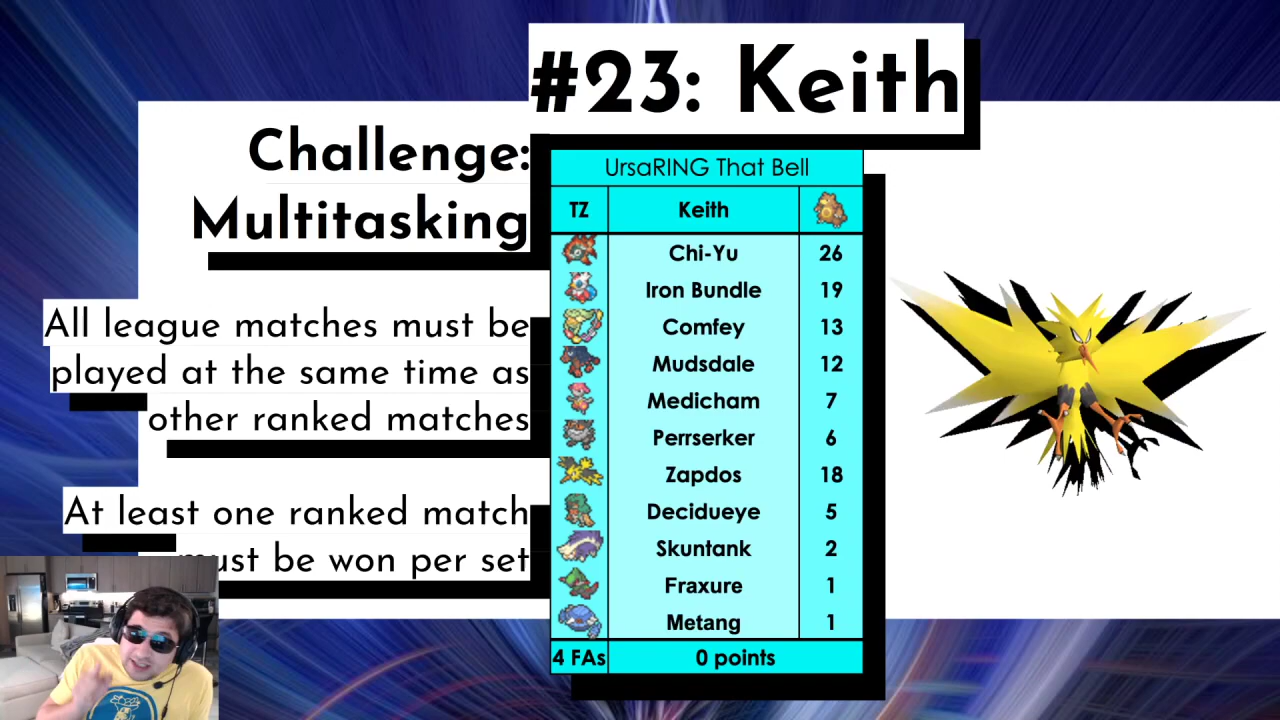 #23: Keith
Challenge:
Multitasking
All league matches must be
played at the same time as
other ranked matches
At least one ranked match
must be won per set
UrsaRING That Bell
TZ Keith
Chi-Yu 26
Iron Bundle 19
Comfey 13
Mudsdale 12
Medicham 7
Perrserker 6
Zapdos 18
Decidueye 5
Skuntank 2
Fraxure 1
Metang 1
4 FAs 0 points